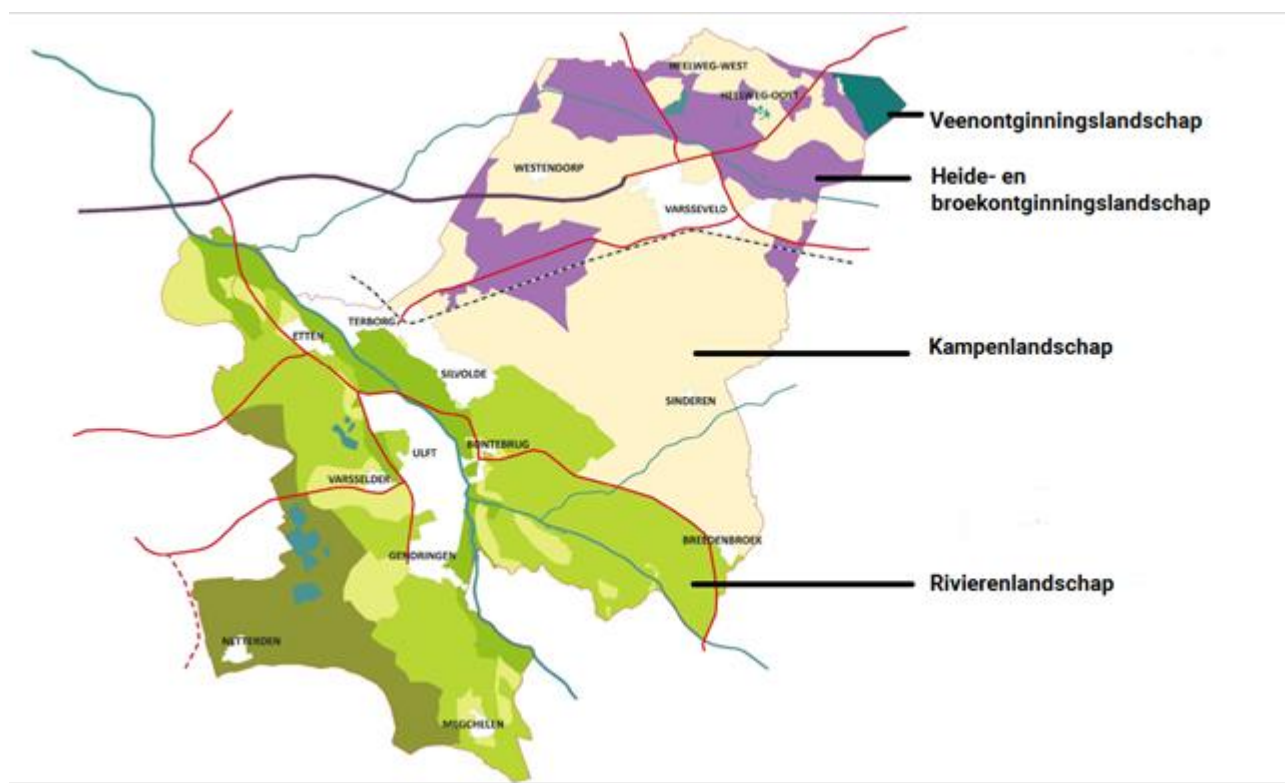 HEELWEG-WEST
HEELWEG-OOST
Veenontginningslandschap
WESTENDORP
Heide- en
broekontginningslandschap
VARSSEVELD
TERBORG
ETTEN
Kampenlandschap
SILVOLDE
SINDEREN
BONTEBRUG
ULFT
VARSSELDER
BREEDENBROEK
GENDRINGEN
Rivierenlandschap
NETTERDEN
MEGCHELEN